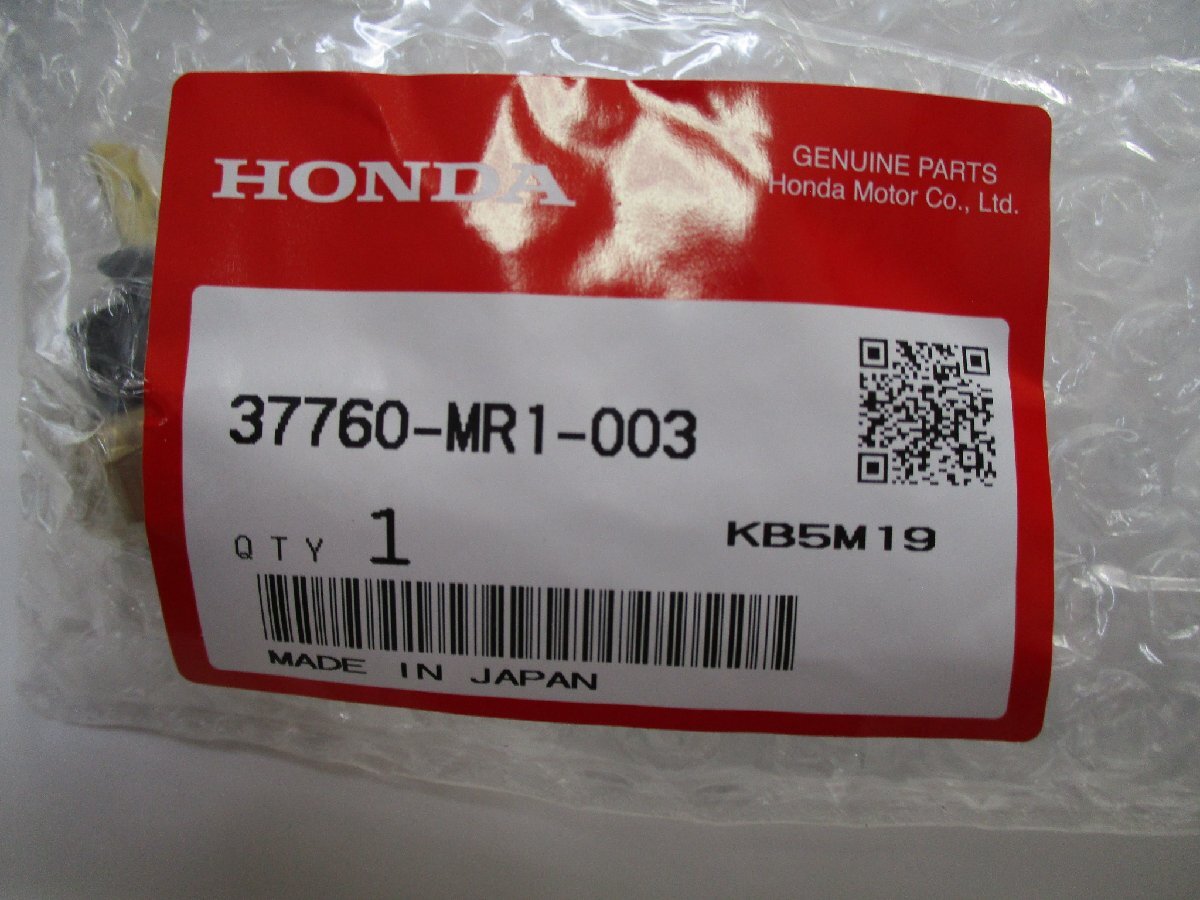 HONDA
GENUINE PARTS
Honda Motor Co., Ltd.
37760-MR1-003
QTY 1
KB5M19
MADE IN JAPAN